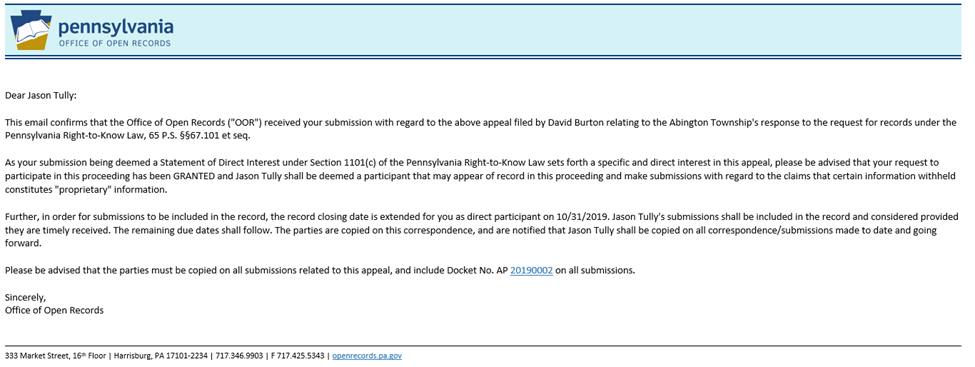 pennsylvania
OFFICE OF OPEN RECORDS
Dear Jason Tully:
This email confirms that the Office of Open Records ("OOR") received your submission with regard to the above appeal filed by David Burton relating to the Abington Township's response to the request for records under the
Pennsylvania Right-to-Know Law, 65 P.S. §§67.101 et seq.
As your submission being deemed a Statement of Direct Interest under Section 1101(c) of the Pennsylvania Right-to-Know Law sets forth a specific and direct interest in this appeal, please be advised that your request to
participate in this proceeding has been GRANTED and Jason Tully shall be deemed a participant that may appear of record in this proceeding and make submissions with regard to the claims that certain information withheld
constitutes "proprietary" information.
Further, in order for submissions to be included in the record, the record closing date is extended for you as direct participant on 10/31/2019. Jason Tully's submissions shall be included in the record and considered provided
they are timely received. The remaining due dates shall follow. The parties are copied on this correspondence, and are notified that Jason Tully shall be copied on all correspondence/submissions made to date and going
forward.
Please be advised that the parties must be copied on all submissions related to this appeal, and include Docket No. AP 20190002 on all submissions.
Sincerely,
Office of Open Records
333 Market Street, 16th Floor | Harrisburg, PA 17101-2234 | 717.346.9903 | F 717.425.5343 | openrecords.pa.gov